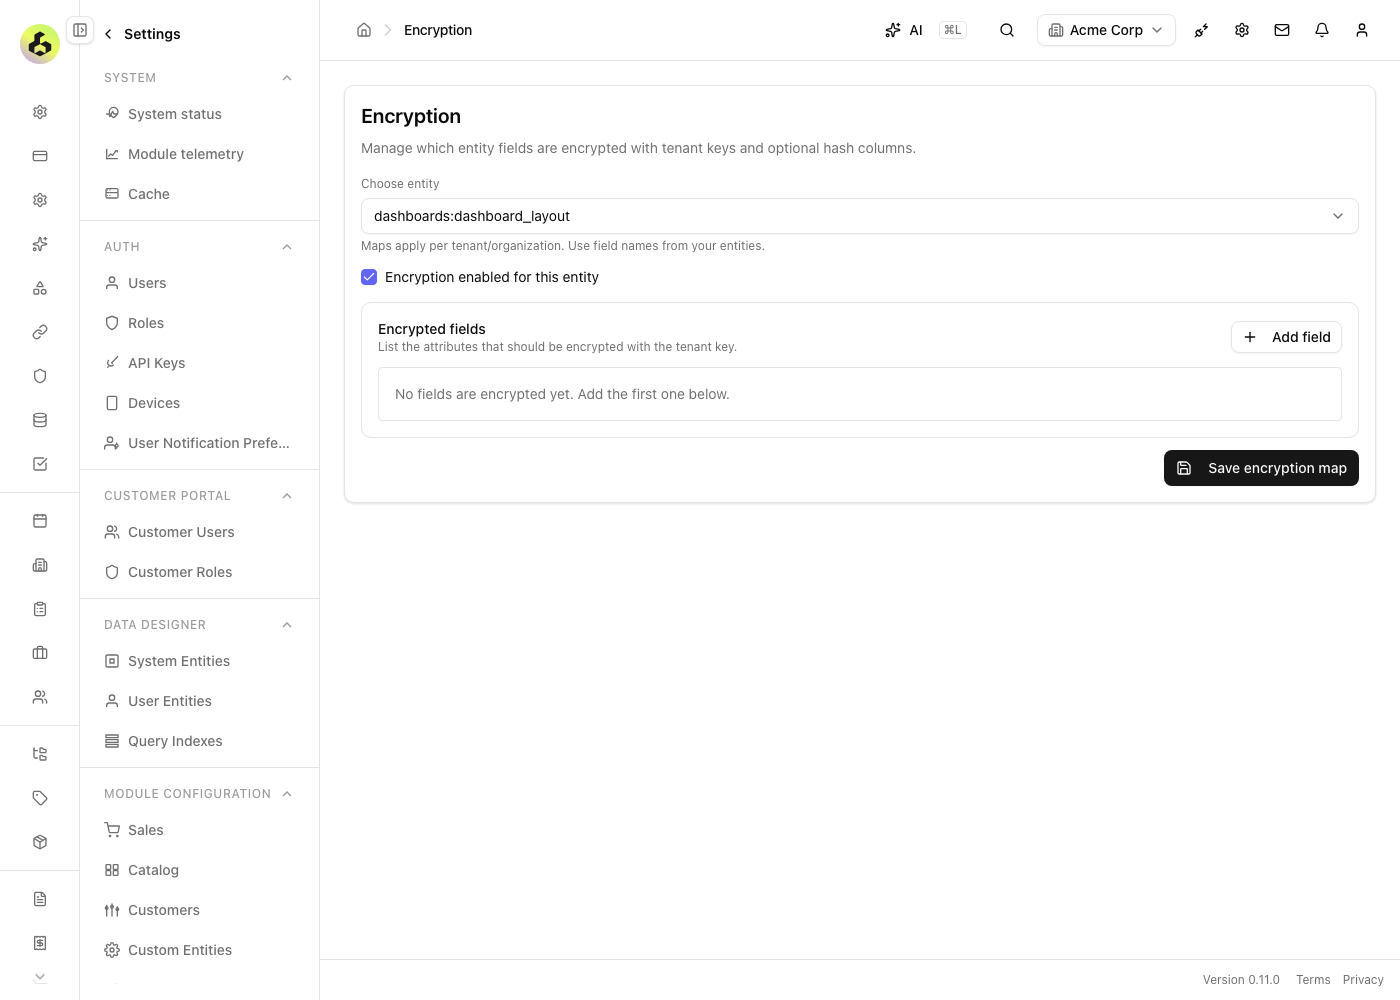 Settings
SYSTEM
System status
Module telemetry
Cache
AUTH
Users
Roles
API Keys
Devices
User Notification Prefe...
CUSTOMER PORTAL
Customer Users
Customer Roles
DATA DESIGNER
System Entities
User Entities
Query Indexes
MODULE CONFIGURATION
Sales
Catalog
Customers
Custom Entities
Encryption
AI ⌘L
Acme Corp
Encryption
Manage which entity fields are encrypted with tenant keys and optional hash columns.
Choose entity
dashboards:dashboard_layout
Maps apply per tenant/organization. Use field names from your entities.
Encryption enabled for this entity
Encrypted fields
List the attributes that should be encrypted with the tenant key.
Add field
No fields are encrypted yet. Add the first one below.
Save encryption map
Version 0.11.0 Terms Privacy